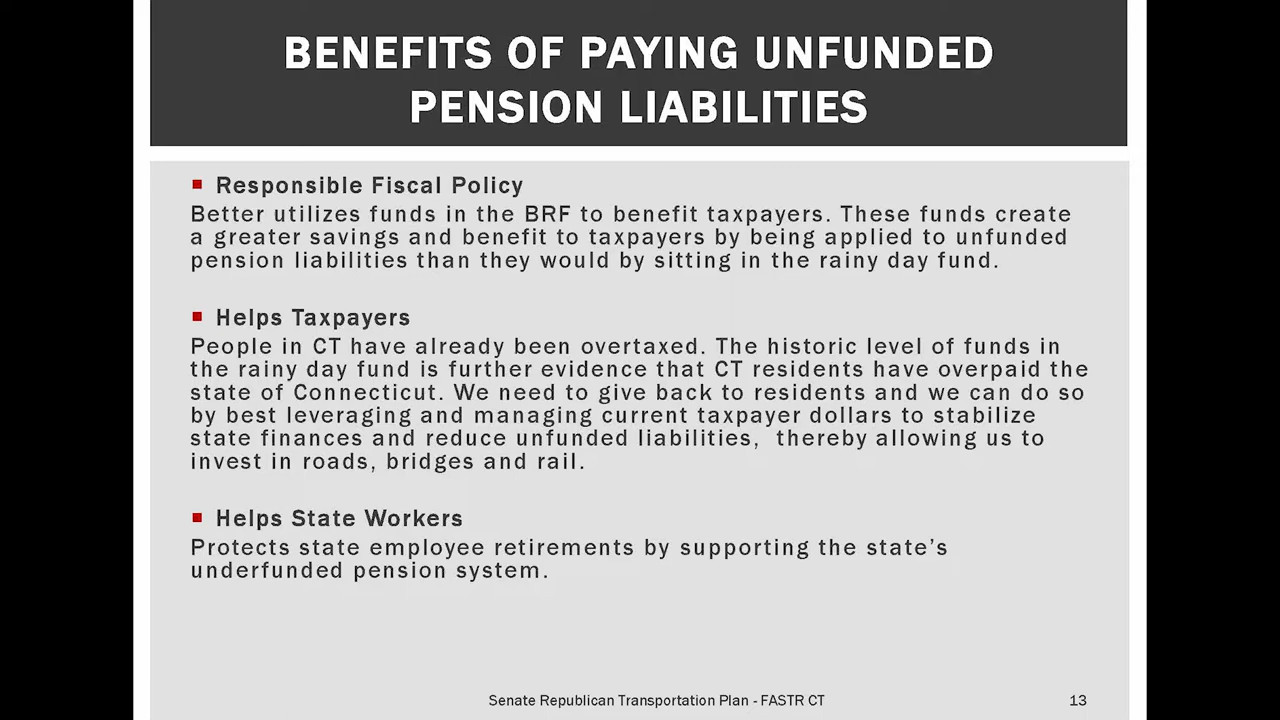 BENEFITS OF PAYING UNFUNDED
PENSION LIABILITIES
Responsible Fiscal Policy
Better utilizes funds in the BRF to benefit taxpayers. These funds create
a greater savings and benefit to taxpayers by being applied to unfunded
pension liabilities than they would by sitting in the rainy day fund.
Helps Taxpayers
People in CT have already been overtaxed. The historic level of funds in
the rainy day fund is further evidence that CT residents have overpaid the
state of Connecticut. We need to give back to residents and we can do so
by best leveraging and managing current taxpayer dollars to stabilize
state finances and reduce unfunded liabilities, thereby allowing us to
invest in roads, bridges and rail.
Helps State Workers
Protects state employee retirements by supporting the state's
underfunded pension system.
Senate Republican Transportation Plan - FASTR CT 13